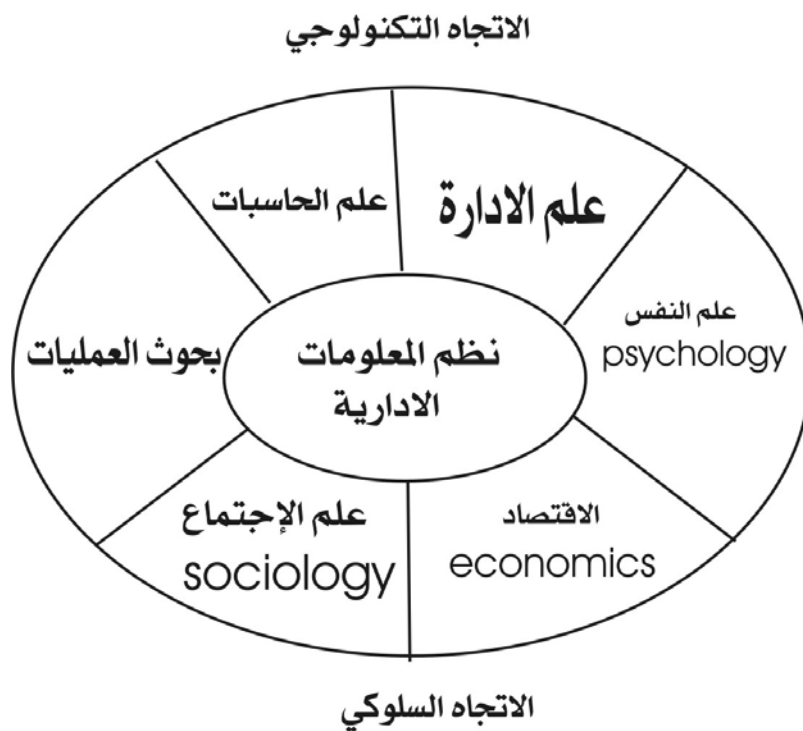 الاتجاه التكنولوجي
علم الادارة
علم الحاسبات
علم النفس
psychology
نظم المعلومات
الادارية
بحوث العمليات
الاقتصاد
economics
علم الإجتماع
sociology
الاتجاه السلوكي